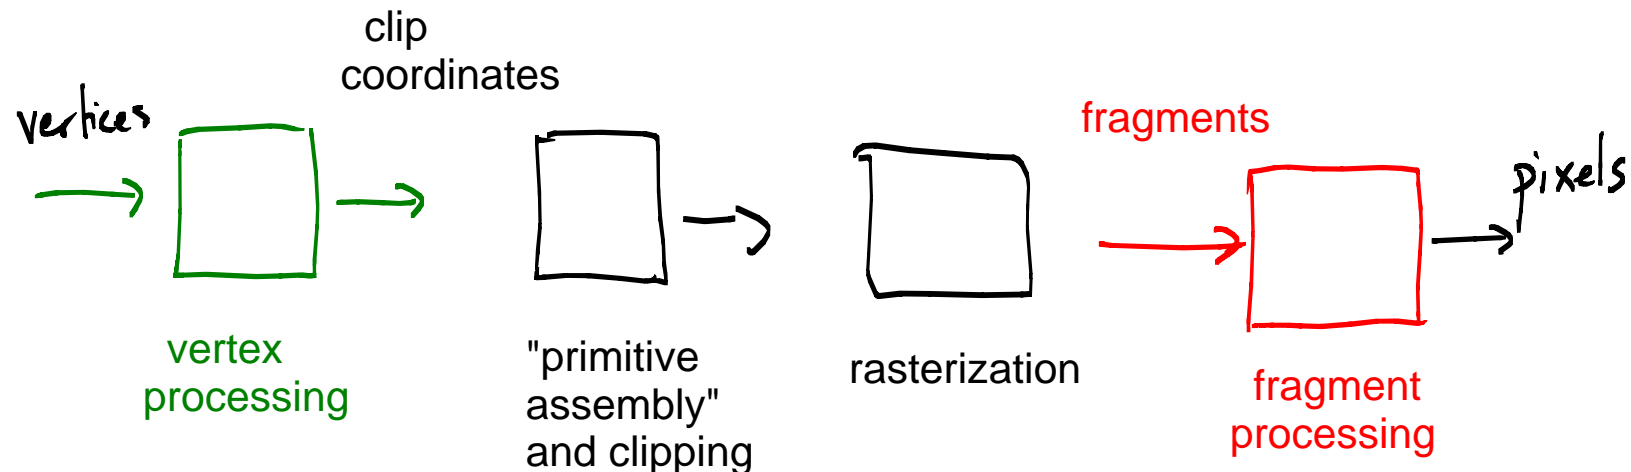 clip
coordinates
vertices
fragments
pixels
vertex
processing
"primitive
assembly"
and clipping
rasterization
fragment
processing